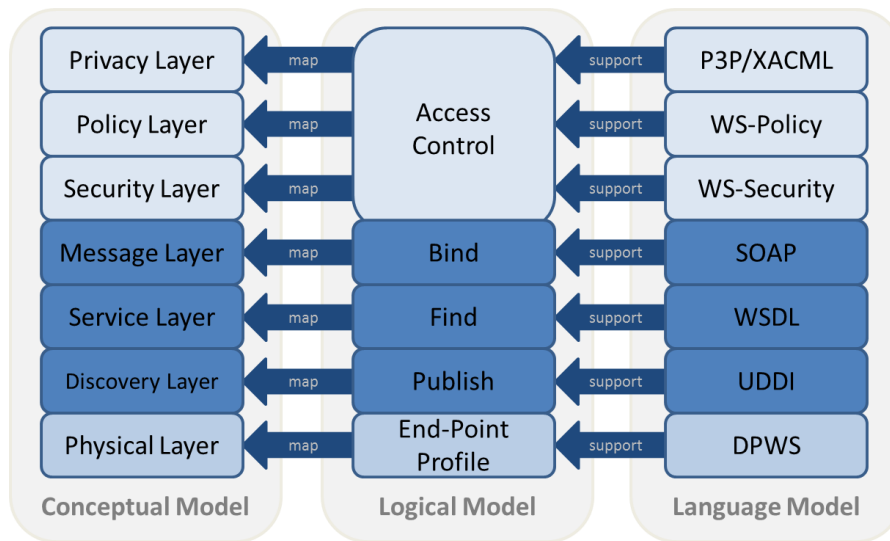 Privacy Layer map support P3P/XACML
Policy Layer map Access Control support WS-Policy
Security Layer map support WS-Security
Message Layer map Bind support SOAP
Service Layer map Find support WSDL
Discovery Layer map Publish support UDDI
Physical Layer map End-Point Profile support DPWS
Conceptual Model Logical Model Language Model